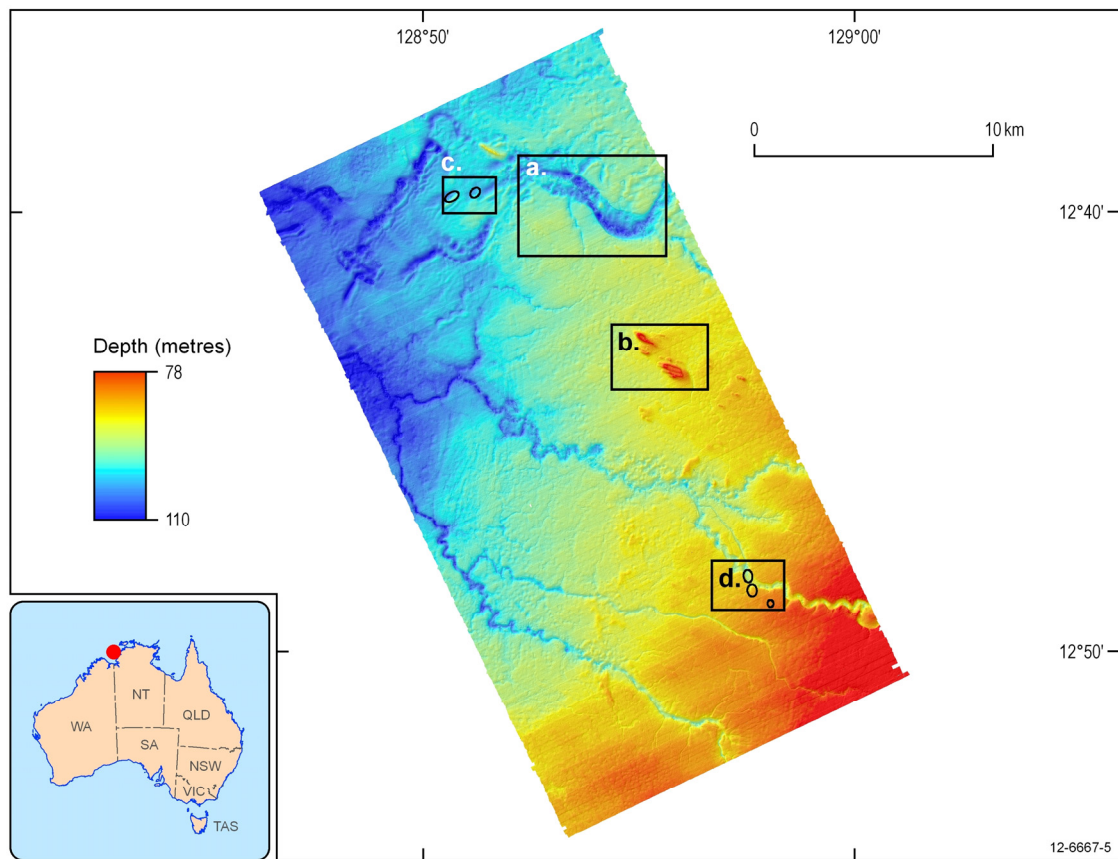 128°50'
129°00'
0
10 km
c.
a.
12°40'
b.
Depth (metres)
78
110
d.
12°50'
NT
WA
QLD
SA
NSW
VIC
TAS
12-6667-5